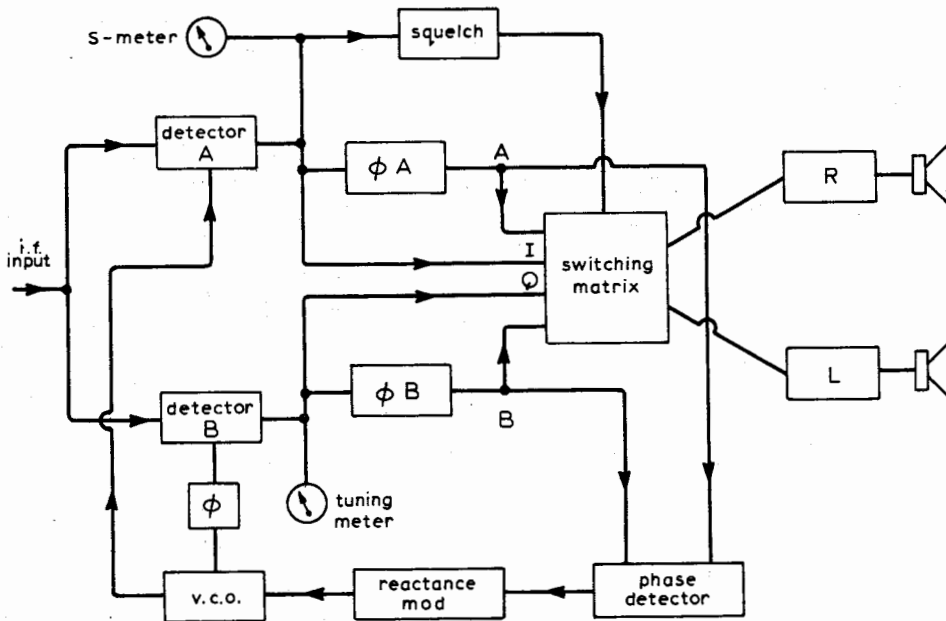 S-meter
squelch
detector
A
φ A
A
R
i.f.
input
I
Q
switching
matrix
detector
B
φ B
B
L
φ
tuning
meter
v.c.o.
reactance
mod
phase
detector